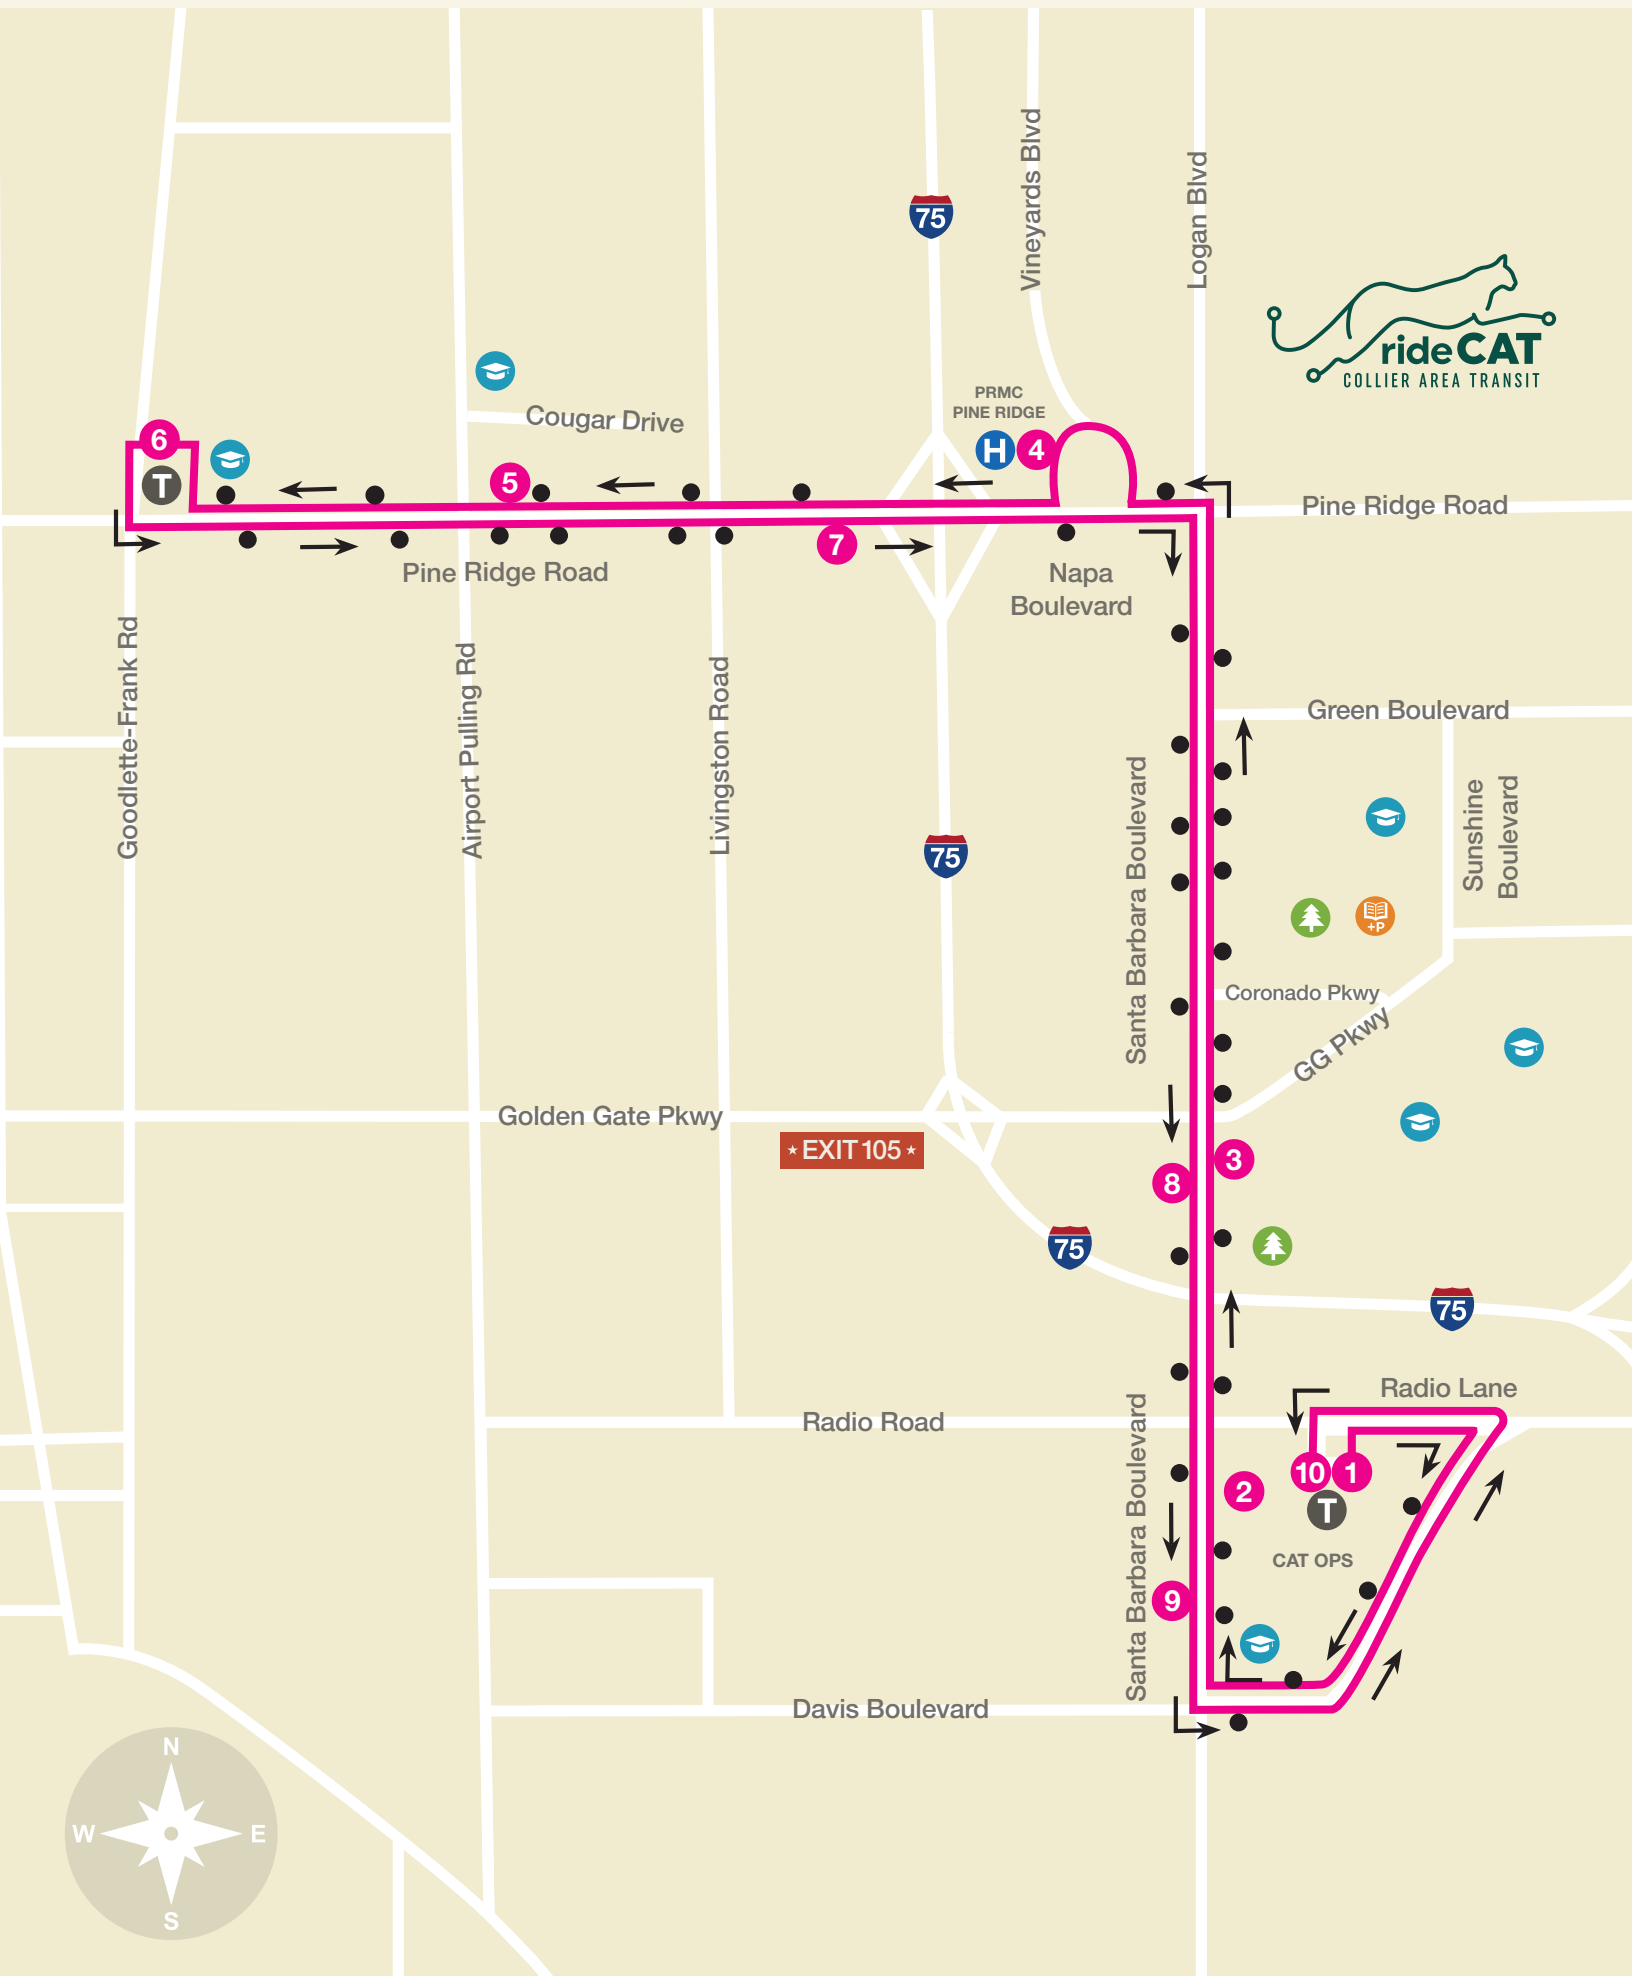 Vineyards Blvd
Logan Blvd
75
rideCAT
COLLIER AREA TRANSIT
PRMC
PINE RIDGE
H
4
Cougar Drive
6
T
5
Pine Ridge Road
7
Pine Ridge Road
Napa
Boulevard
Goodlette-Frank Rd
Airport Pulling Rd
Livingston Road
Green Boulevard
Santa Barbara Boulevard
Sunshine
Boulevard
75
+P
Coronado Pkwy
GG Pkwy
Golden Gate Pkwy
EXIT 105
3
8
75
75
Radio Lane
Radio Road
Santa Barbara Boulevard
2
10
1
T
CAT OPS
9
Davis Boulevard
N
W
E
S